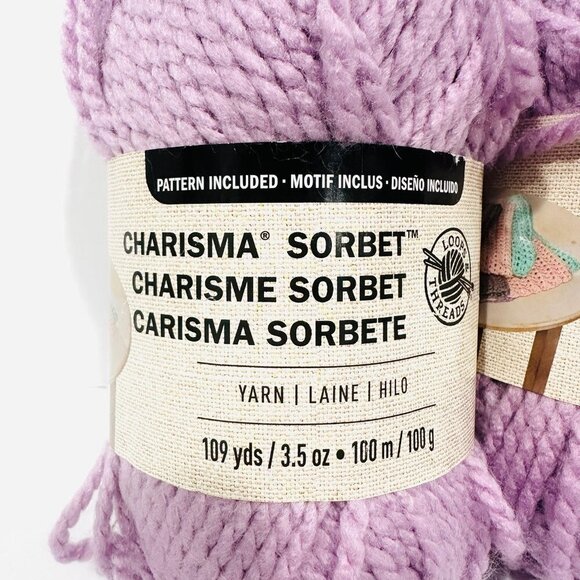 PATTERN INCLUDED · MOTIF INCLUS · DISEÑO INCLUIDO
CHARISMA® SORBET™
CHARISME SORBET
CARISMA SORBETE
LOOPS & THREADS
YARN | LAINE | HILO
109 yds / 3.5 oz • 100 m / 100 g